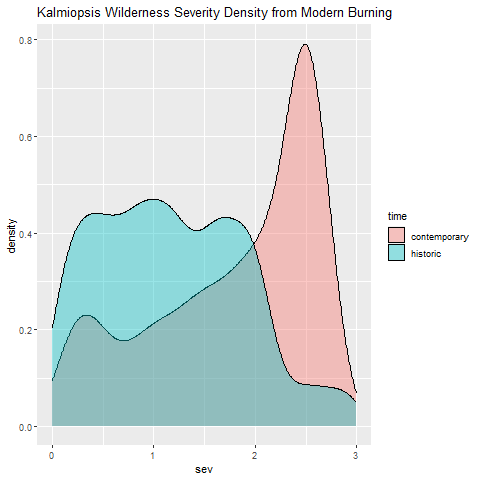 Kalmiopsis Wilderness Severity Density from Modern Burning
0.8
0.6
0.4
0.2
0.0
density
0
1
2
3
sev
time
contemporary
historic